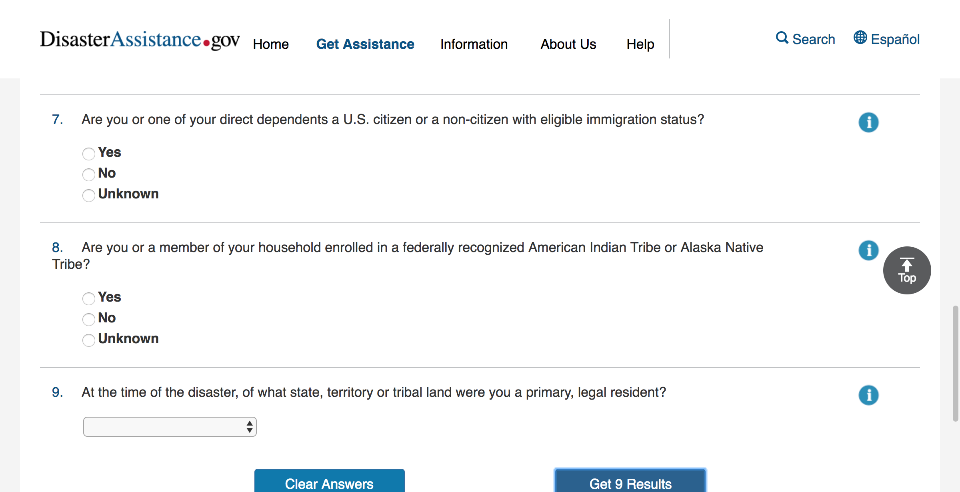 DisasterAssistance.gov Home Get Assistance Information About Us Help Search Español
7. Are you or one of your direct dependents a U.S. citizen or a non-citizen with eligible immigration status?
Yes
No
Unknown
8. Are you or a member of your household enrolled in a federally recognized American Indian Tribe or Alaska Native
Tribe?
Top
Yes
No
Unknown
9. At the time of the disaster, of what state, territory or tribal land were you a primary, legal resident?
Clear Answers Get 9 Results